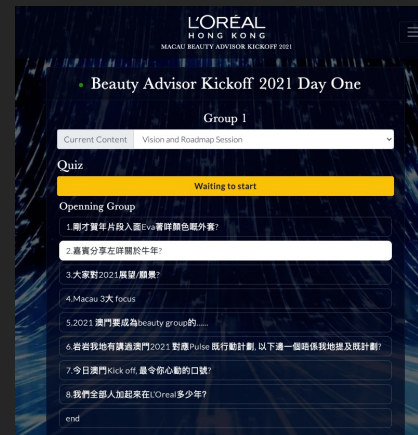 L'ORÉAL
HONG KONG
MACAU BEAUTY ADVISOR KICKOFF 2021
Beauty Advisor Kickoff 2021 Day One
Group 1
Current Content Vision and Roadmap Session
Quiz
Waiting to start
Openning Group
1.剛才賀年片段入面Eva著咩顏色嘅外套?
2.嘉賓分享左咩關於牛年?
3.大家對2021展望/願景?
4.Macau 3大 focus
5.2021 澳門要成為beauty group的......
6.岩岩我地有講過澳門2021 對應Pulse 既行動計劃, 以下邊一個唔係我地提及既計劃?
7.今日澳門Kick off, 最令你心動的口號?
8.我們全部人加起來在L'Oreal多少年?
end